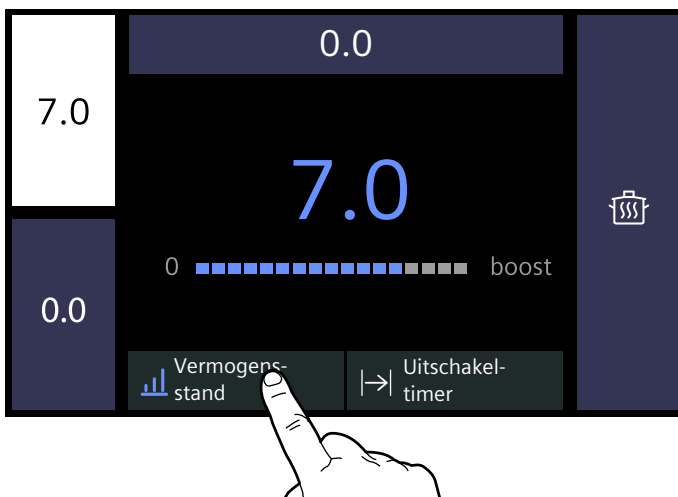 0.0
7.0
7.0
0 boost
0.0
Vermogens-
stand
Uitschakel-
timer